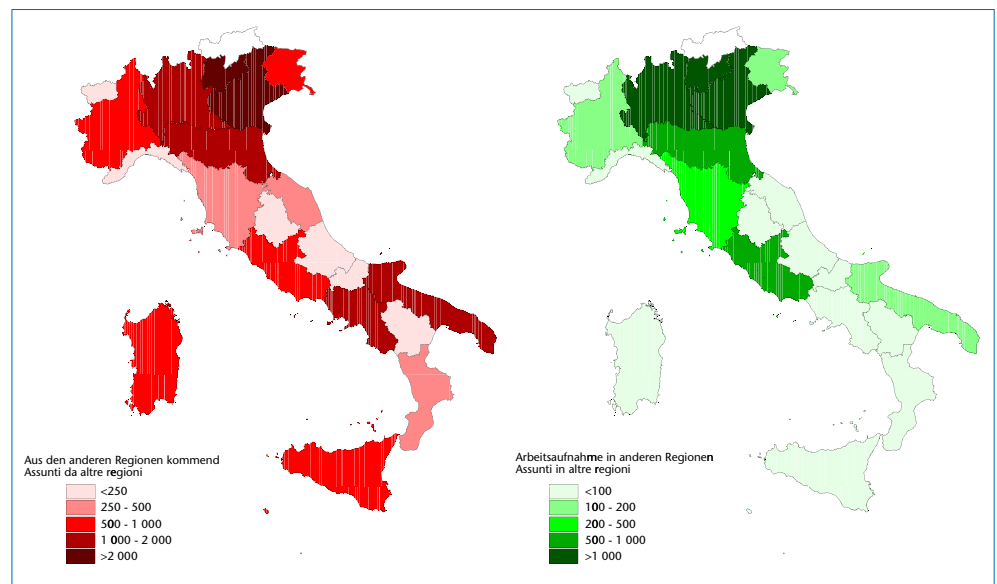 Aus den anderen Regionen kommend
Assunti da altre regioni
<250
250 - 500
500 - 1 000
1 000 - 2 000
>2 000
Arbeitsaufnahme in anderen Regionen
Assunti in altre regioni
<100
100 - 200
200 - 500
500 - 1 000
>1 000